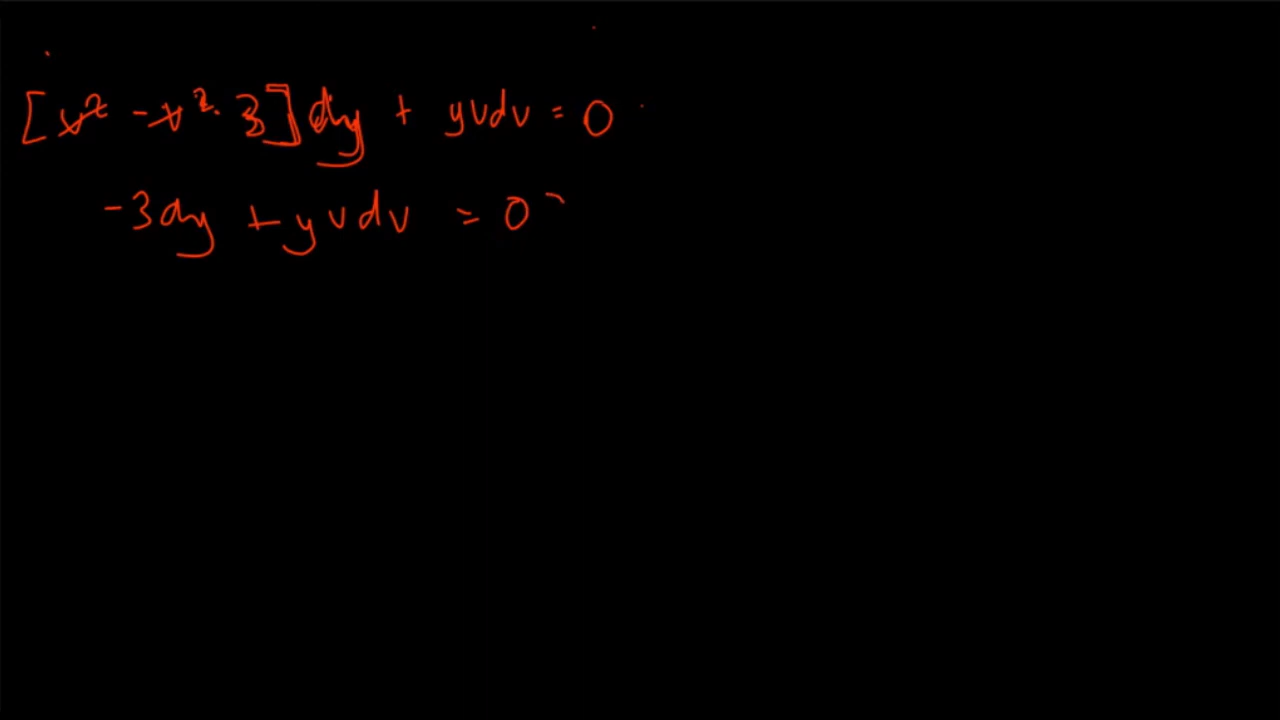 [v² - v² - 3] dy + yvdv = 0
-3dy + yvdv = 0